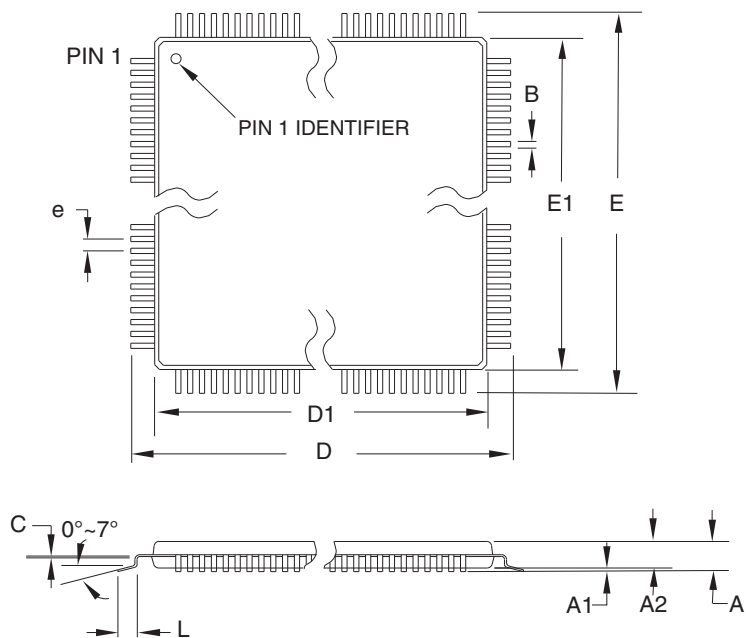 PIN 1
PIN 1 IDENTIFIER
B
e
E1
E
D1
D
C
0°~7°
A1
A2
A
L